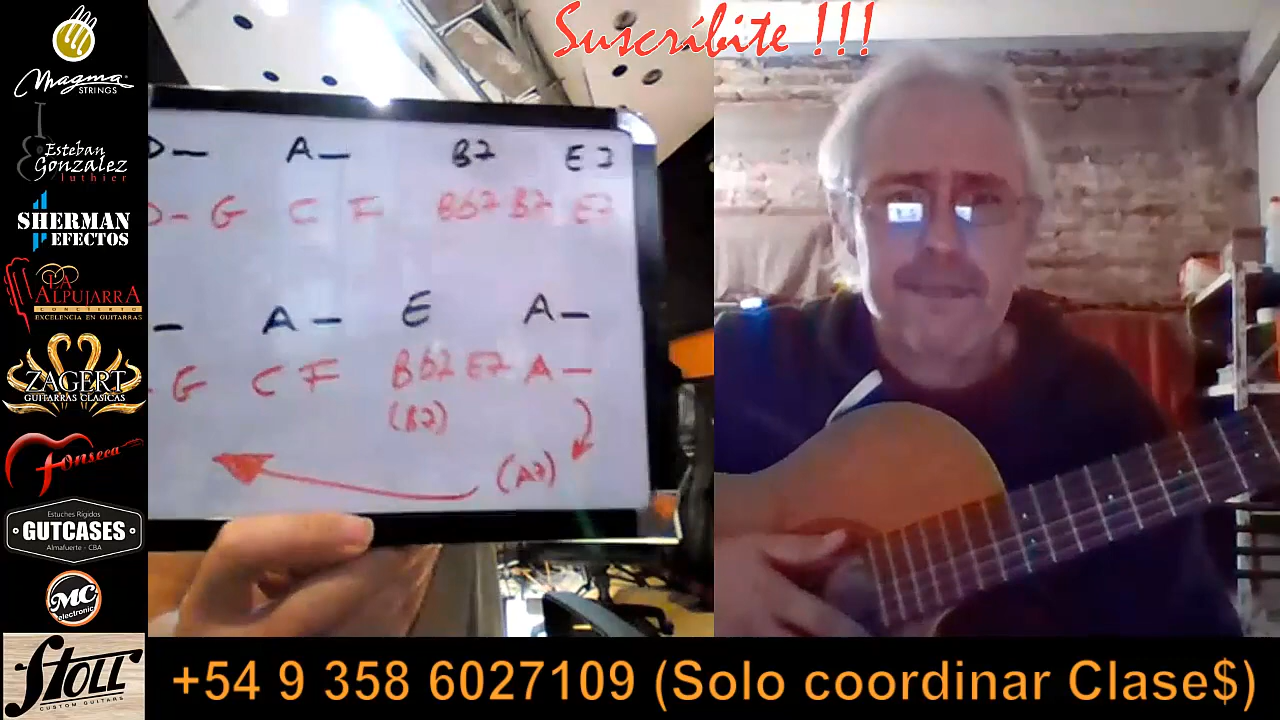 Suscríbite !!!
Magma
STRINGS
Esteban
Gonzalez
luthier
SHERMAN
EFECTOS
LA
ALPUJARRA
CONCIERTO
EXCELENCIA EN GUITARRAS
ZAGERT
GUITARRAS CLASICAS
Fonseca
Estuches Rígidos
GUTCASES
Almafuerte - CBA
MC
electronic
Stoll
CUSTOM GUITARS
D– A– B7 E7
D– G C F Bb7 B7 E7
– A – E A –
- G C F Bb7 E7 A –
(B7)
(A7)
+54 9 358 6027109 (Solo coordinar Clase$)